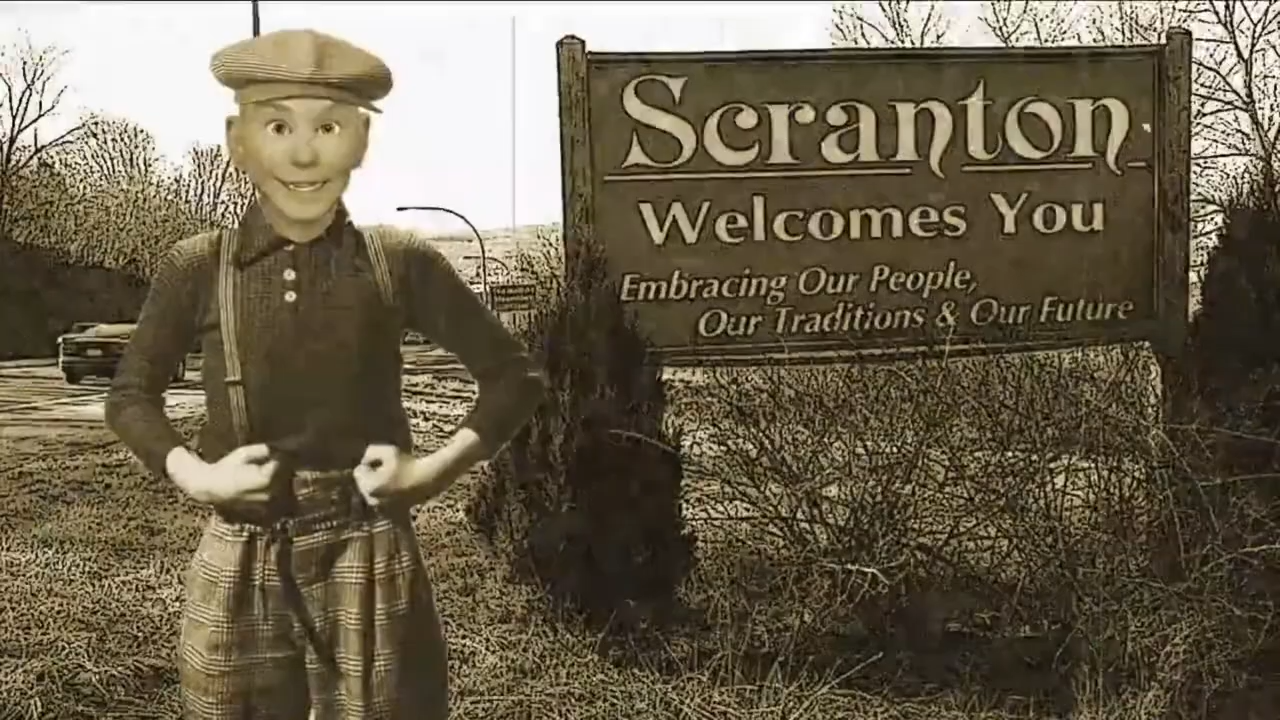 Scranton
Welcomes You
Embracing Our People,
Our Traditions & Our Future